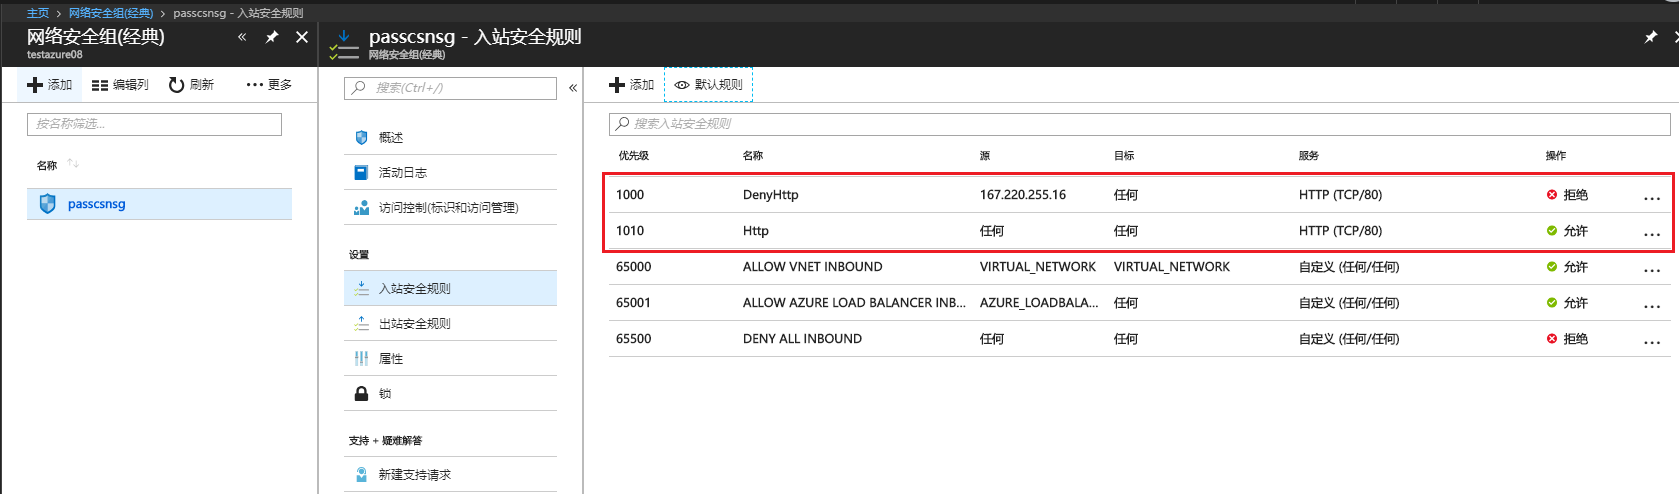 主页 > 网络安全组(经典) > passcsnsg - 入站安全规则
网络安全组(经典)
testazure08
添加 编辑列 刷新 更多
按名称筛选...
名称
passcsnsg
passcsnsg - 入站安全规则
网络安全组(经典)
搜索(Ctrl+/)
概述
活动日志
访问控制(标识和访问管理)
设置
入站安全规则
出站安全规则
属性
锁
支持 + 疑难解答
新建支持请求
添加 默认规则
搜索入站安全规则
优先级 名称 源 目标 服务 操作
1000 DenyHttp 167.220.255.16 任何 HTTP (TCP/80) 拒绝 ...
1010 Http 任何 任何 HTTP (TCP/80) 允许 ...
65000 ALLOW VNET INBOUND VIRTUAL_NETWORK VIRTUAL_NETWORK 自定义 (任何/任何) 允许 ...
65001 ALLOW AZURE LOAD BALANCER INB... AZURE_LOADBALA... 任何 自定义 (任何/任何) 允许 ...
65500 DENY ALL INBOUND 任何 任何 自定义 (任何/任何) 拒绝 ...